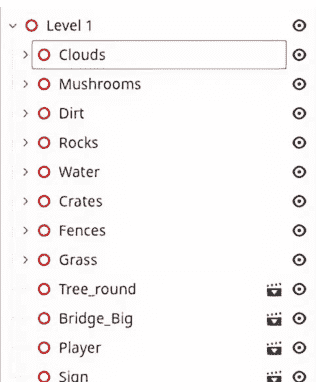 Level 1
Clouds
Mushrooms
Dirt
Rocks
Water
Crates
Fences
Grass
Tree_round
Bridge_Big
Player
Sign